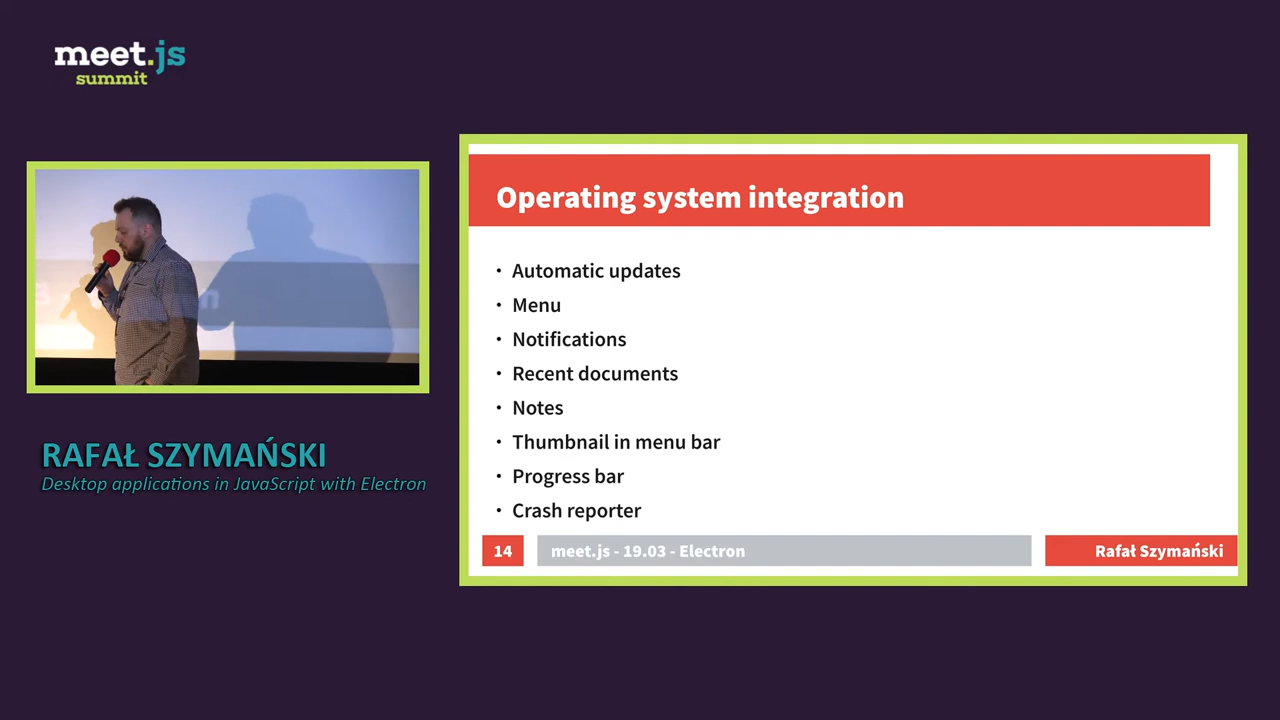 meet.js
summit
RAFAŁ SZYMAŃSKI
Desktop applications in JavaScript with Electron
Operating system integration
• Automatic updates
• Menu
• Notifications
• Recent documents
• Notes
• Thumbnail in menu bar
• Progress bar
• Crash reporter
14
meet.js - 19.03 - Electron
Rafał Szymański